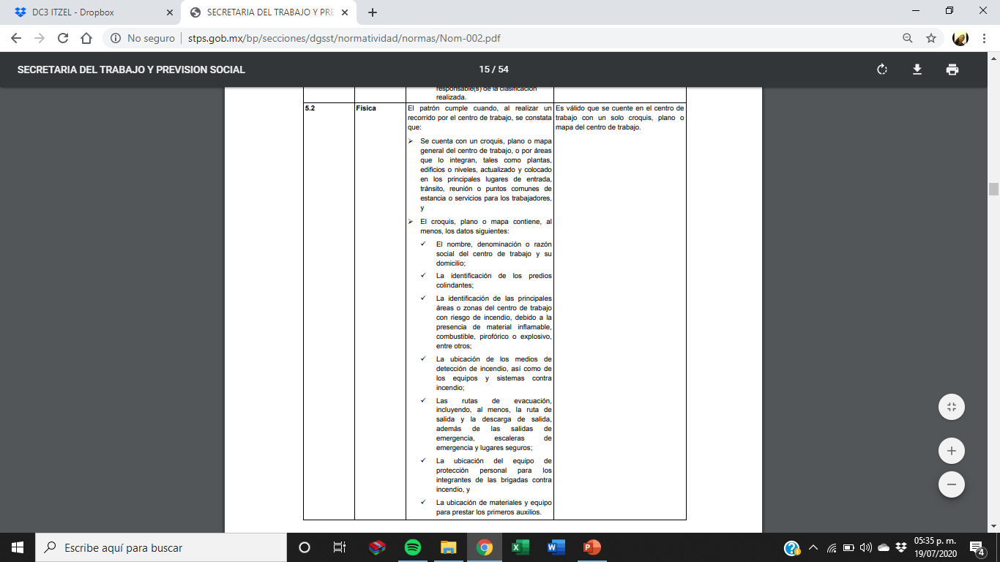 DC3 ITZEL - Dropbox
SECRETARIA DEL TRABAJO Y PRE
No seguro
stps.gob.mx/bp/secciones/dgsst/normatividad/normas/Nom-002.pdf
SECRETARIA DEL TRABAJO Y PREVISION SOCIAL
15 / 54
responsable(s) de la clasificación
realizada.
5.2
Física
El patrón cumple cuando, al realizar un
recorrido por el centro de trabajo, se constata
que:
Se cuenta con un croquis, plano o mapa
general del centro de trabajo, o por áreas
que lo integran, tales como plantas,
edificios o niveles, actualizado y colocado
en los principales lugares de entrada,
tránsito, reunión o puntos comunes de
estancia o servicios para los trabajadores,
y
El croquis, plano o mapa contiene, al
menos, los datos siguientes:
El nombre, denominación o razón
social del centro de trabajo y su
domicilio;
La identificación de los predios
colindantes;
La identificación de las principales
áreas o zonas del centro de trabajo
con riesgo de incendio, debido a la
presencia de material inflamable,
combustible, pirofórico o explosivo,
entre otros;
La ubicación de los medios de
detección de incendio, así como de
los equipos y sistemas contra
incendio;
Las rutas de evacuación,
incluyendo, al menos, la ruta de
salida y la descarga de salida,
además de las salidas de
emergencia, escaleras de
emergencia y lugares seguros;
La ubicación del equipo de
protección personal para los
integrantes de las brigadas contra
incendio, y
La ubicación de materiales y equipo
para prestar los primeros auxilios.
Es válido que se cuente en el centro de
trabajo con un solo croquis, plano o
mapa del centro de trabajo.
Escribe aquí para buscar
05:35 p. m.
19/07/2020
4